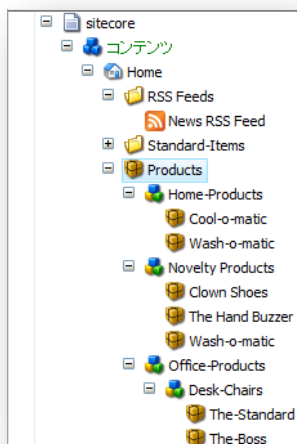 sitecore
コンテンツ
Home
RSS Feeds
News RSS Feed
Standard-Items
Products
Home-Products
Cool-o-matic
Wash-o-matic
Novelty Products
Clown Shoes
The Hand Buzzer
Wash-o-matic
Office-Products
Desk-Chairs
The-Standard
The-Boss